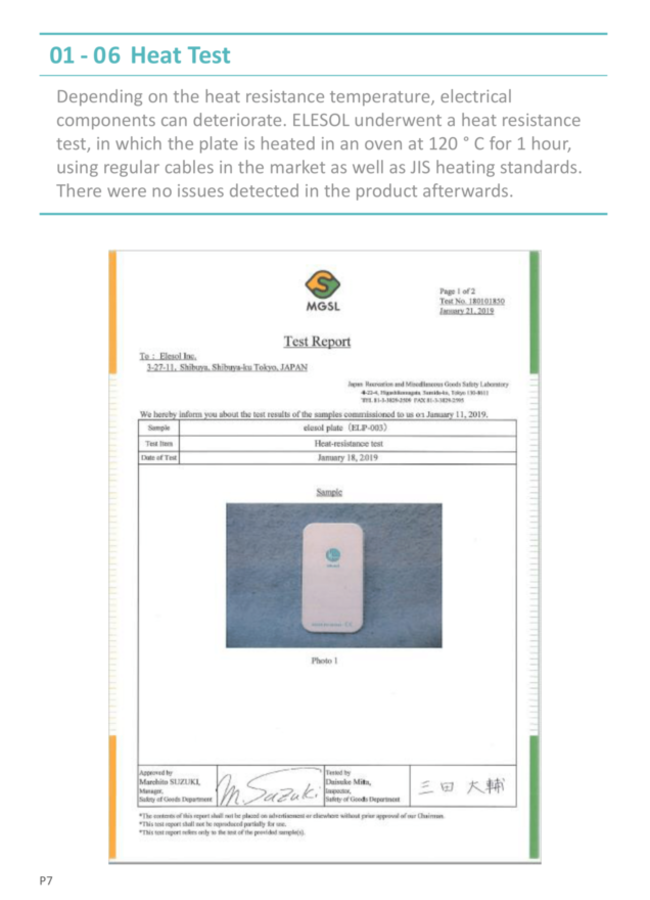 01 - 06 Heat Test
Depending on the heat resistance temperature, electrical
components can deteriorate. ELESOL underwent a heat resistance
test, in which the plate is heated in an oven at 120 ° C for 1 hour,
using regular cables in the market as well as JIS heating standards.
There were no issues detected in the product afterwards.
MGSL
Page 1 of 2
Test No. 180101830
January 21, 2019
Test Report
To : Elesol Inc.
3-27-11, Shibuya, Shibuya-ku Tokyo, JAPAN
Japan Recreation and Miscellaneous Goods Safety Laboratory
We hereby inform you about the test results of the samples commissioned to us on January 11, 2019.
Sample elesol plate (ELP-003)
Test Item Heat-resistance test
Date of Test January 18, 2019
Sample
Photo 1
Approved by
SUZUKI,
Manager,
Safety of Goods Department
M. Suzuki
Tested by
Daisuke Mita,
Inspector,
Safety of Goods Department
三田 大輔
*The contents of this report shall not be placed on advertisement or elsewhere without prior approval of our Chairman.
*This test report shall not be reproduced partially for use.
*This test report refers only to the test of the provided sample(s).
P7